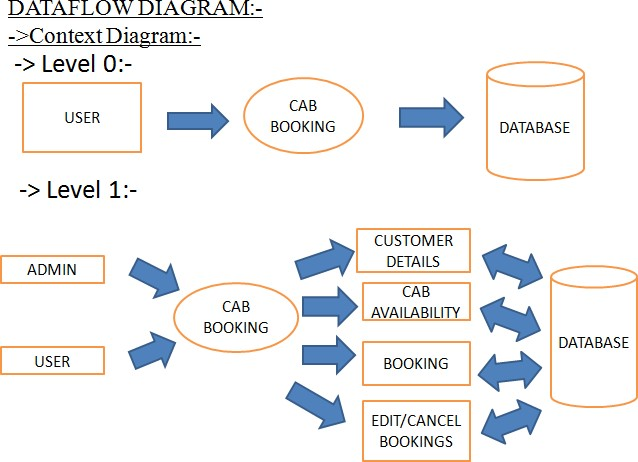 DATAFLOW DIAGRAM:-
->Context Diagram:-
-> Level 0:-
USER
CAB
BOOKING
DATABASE
-> Level 1:-
ADMIN
USER
CAB
BOOKING
CUSTOMER
DETAILS
CAB
AVAILABILITY
BOOKING
EDIT/CANCEL
BOOKINGS
DATABASE